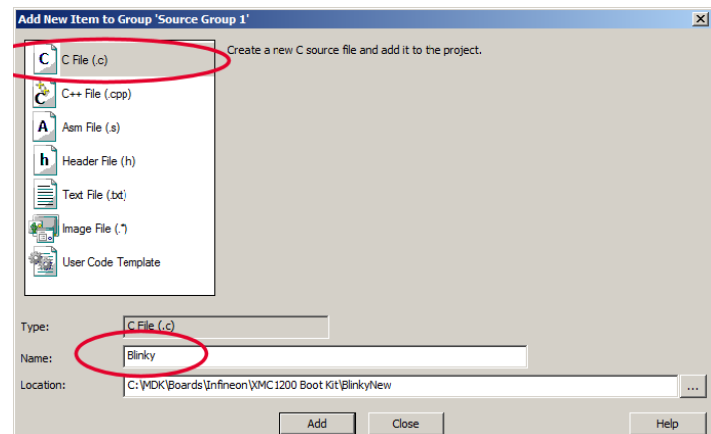 Add New Item to Group 'Source Group 1'
C File (.c)
Create a new C source file and add it to the project.
C++ File (.cpp)
Asm File (.s)
Header File (.h)
Text File (.txt)
Image File (.*)
User Code Template
Type:
C File (.c)
Name:
Blinky
Location:
C:\MDK\Boards\Infineon\XMC1200 Boot Kit\BlinkyNew
...
Add
Close
Help